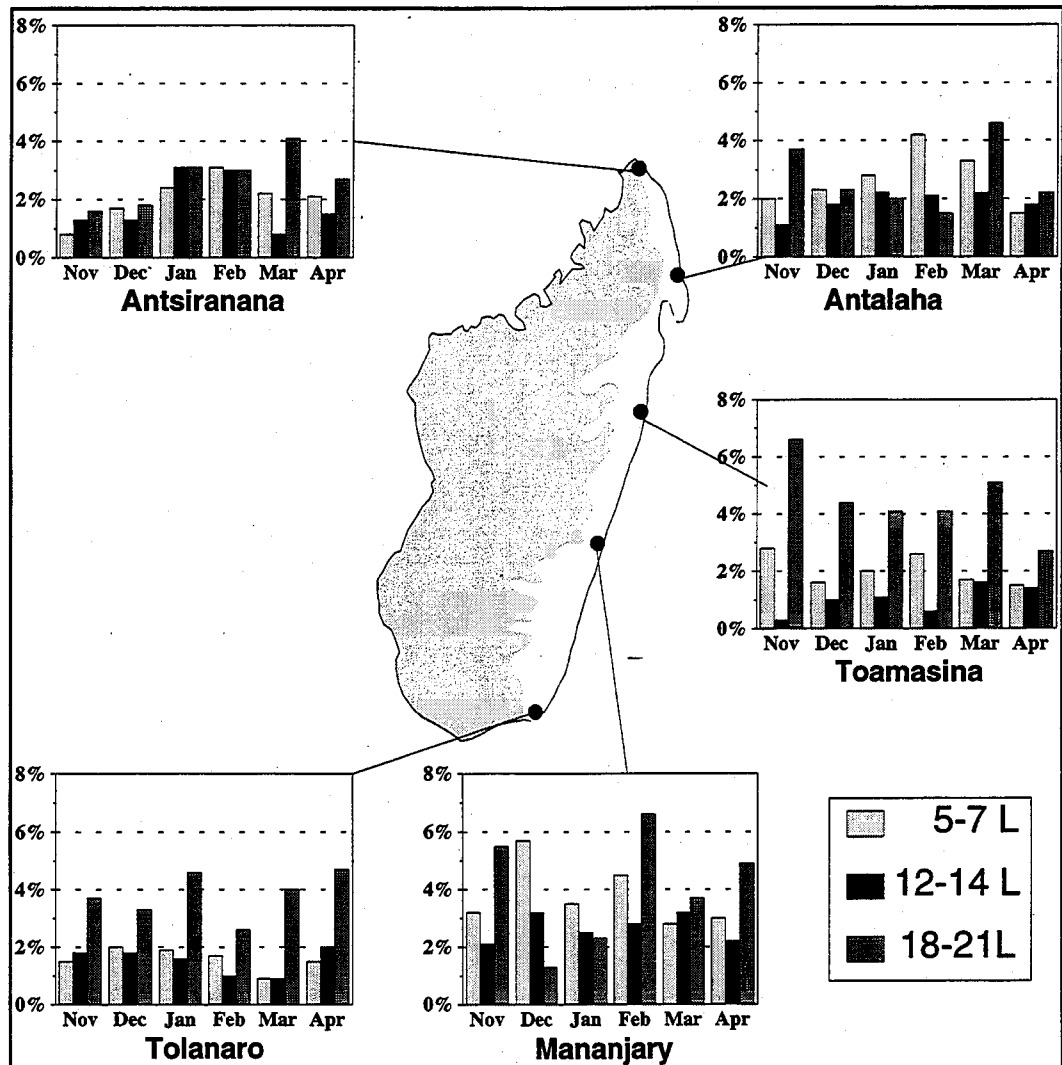 8%
6%
4%
2%
0%
Nov Dec Jan Feb Mar Apr
Antsiranana
8%
6%
4%
2%
0%
Nov Dec Jan Feb Mar Apr
Antalaha
8%
6%
4%
2%
0%
Nov Dec Jan Feb Mar Apr
Toamasina
8%
6%
4%
2%
0%
Nov Dec Jan Feb Mar Apr
Tolanaro
8%
6%
4%
2%
0%
Nov Dec Jan Feb Mar Apr
Mananjary
5-7 L
12-14 L
18-21L